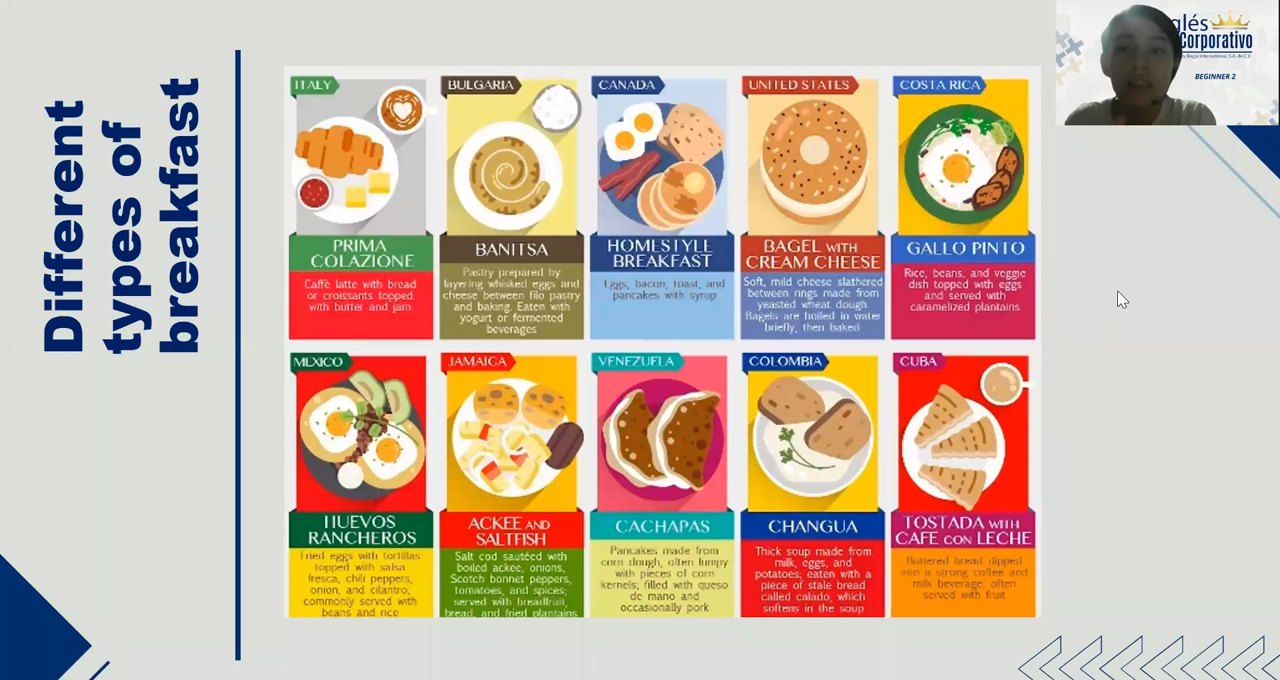 Different
types of
breakfast
ITALY
PRIMA
COLAZIONE
Caffè latte with bread
or croissants topped
with butter and jam
BULGARIA
BANITSA
Pastry prepared by
layering whisked eggs and
cheese between filo pastry
and baking. Eaten with
yogurt or fermented
beverages
CANADA
HOMESTYLE
BREAKFAST
Eggs, bacon, toast, and
pancakes with syrup
UNITED STATES
BAGEL WITH
CREAM CHEESE
Soft, mild cheese slathered
between rings made from
yeasted wheat dough.
Bagels are boiled in water
briefly, then baked
COSTA RICA
GALLO PINTO
Rice, beans, and veggie
dish topped with eggs
and served with
caramelized plantains
MEXICO
HUEVOS
RANCHEROS
Fried eggs with tortillas
topped with salsa
fresca, chili peppers,
onion, and cilantro,
commonly served with
beans and rice
JAMAICA
ACKEE AND
SALTFISH
Salt cod sautéed with
boiled ackee, onions,
Scotch bonnet peppers,
tomatoes, and spices;
served with breadfruit,
bread, and fried plantains
VENEZUELA
CACHAPAS
Pancakes made from
corn dough, often lumpy
with pieces of corn
kernels; filled with queso
de mano and
occasionally pork
COLOMBIA
CHANGUA
Thick soup made from
milk, eggs, and
potatoes; eaten with a
piece of stale bread
called calado, which
softens in the soup
CUBA
TOSTADA WITH
CAFE CON LECHE
Buttered bread dipped
into a strong coffee and
milk beverage, often
served with fruit
glés
Corporativo
by Regal International, S.A. de C.V.
BEGINNER 2